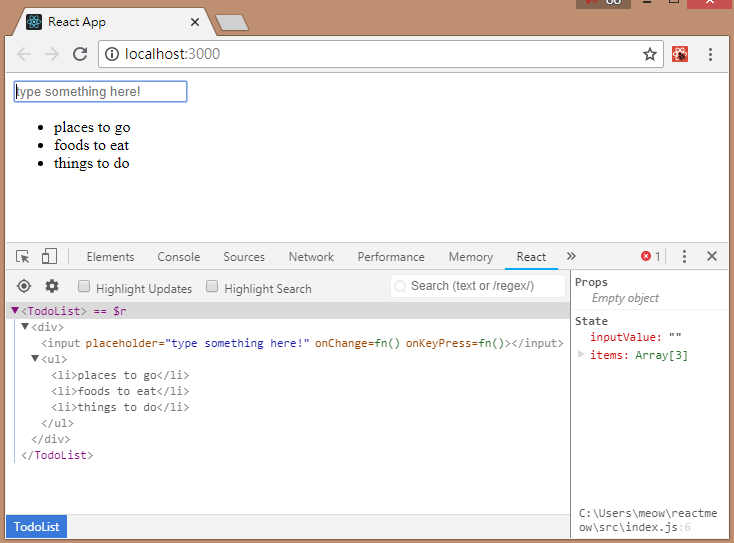 React App
localhost:3000
type something here!
places to go
foods to eat
things to do
Elements Console Sources Network Performance Memory React » 1
Highlight Updates Highlight Search Search (text or /regex/)
<TodoList> == $r
<div>
<input placeholder="type something here!" onChange=fn() onKeyPress=fn()></input>
<ul>
<li>places to go</li>
<li>foods to eat</li>
<li>things to do</li>
</ul>
</div>
</TodoList>
Props
Empty object
State
inputValue: ""
items: Array[3]
C:\Users\meow\reactme
ow\src\index.js:6
TodoList